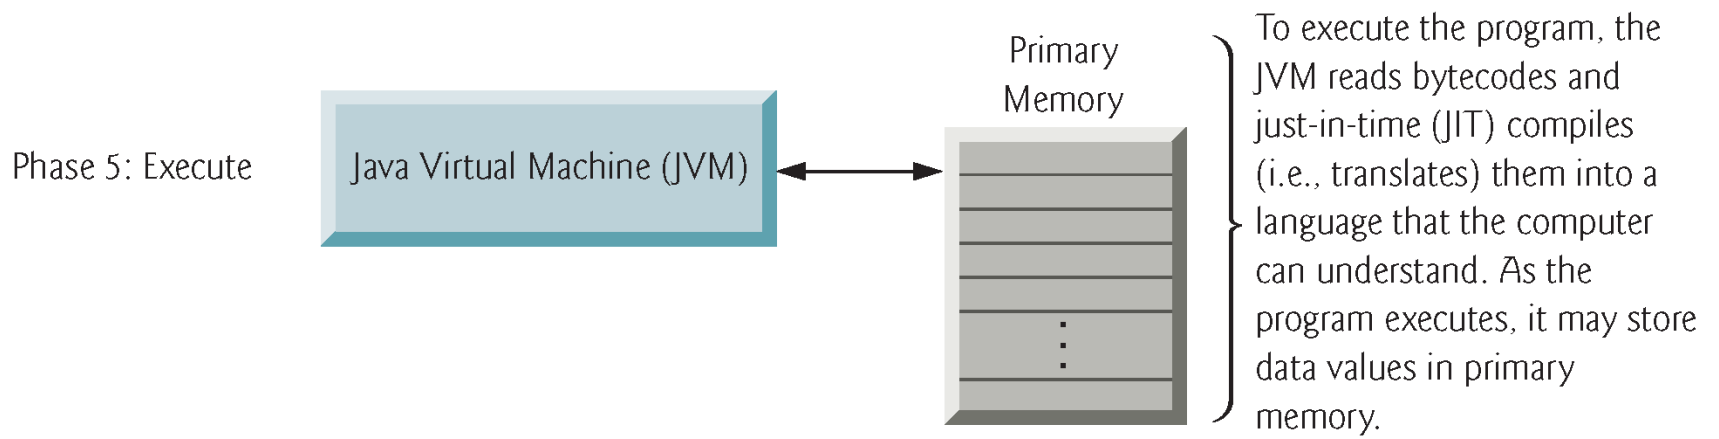 Phase 5: Execute
Java Virtual Machine (JVM)
Primary
Memory
To execute the program, the
JVM reads bytecodes and
just-in-time (JIT) compiles
(i.e., translates) them into a
language that the computer
can understand. As the
program executes, it may store
data values in primary
memory.